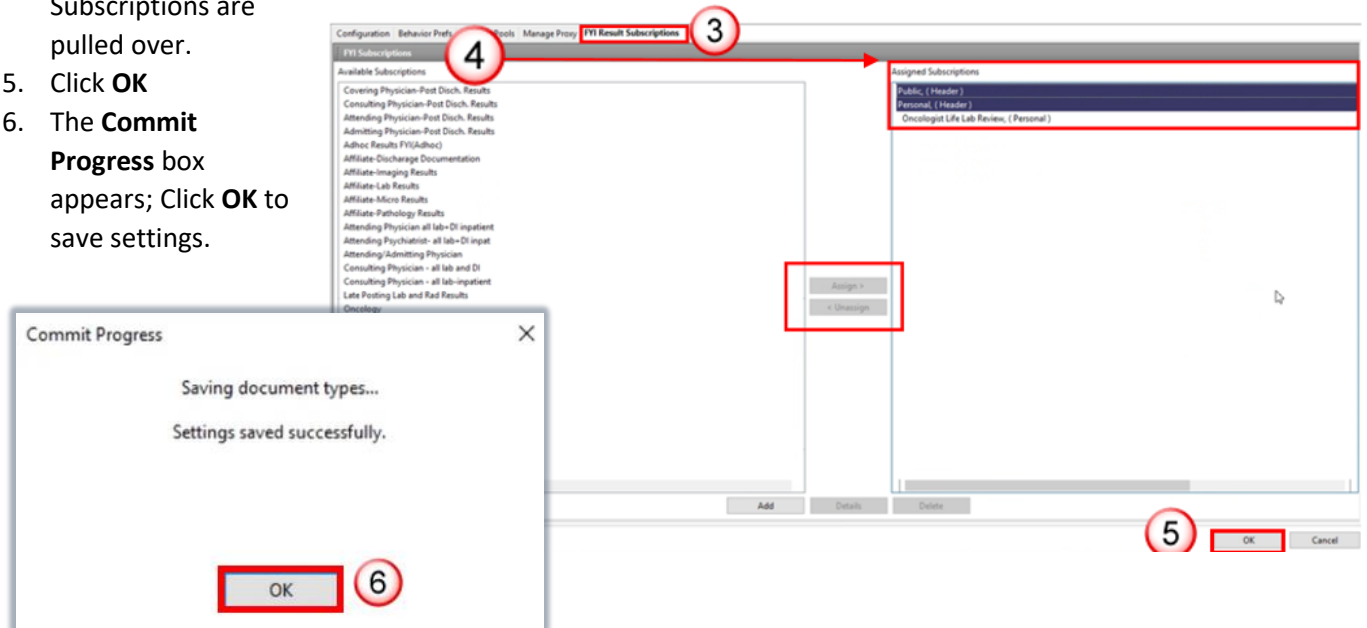 Subscriptions are
pulled over.
5. Click OK
6. The Commit
Progress box
appears; Click OK to
save settings.
Configuration Behavior Prefs ools Manage Proxy FYI Result Subscriptions
3
FYI Subscriptions
4
Available Subscriptions
Covering Physician-Post Disch. Results
Consulting Physician-Post Disch. Results
Attending Physician-Post Disch. Results
Admitting Physician-Post Disch. Results
Adhoc Results FYI(Adhoc)
Affiliate-Discharge Documentation
Affiliate-Imaging Results
Affiliate-Lab Results
Affiliate-Micro Results
Affiliate-Pathology Results
Attending Physician all lab+DI inpatient
Attending Psychiatrist- all lab+DI inpat
Attending/Admitting Physician
Consulting Physician - all lab and DI
Consulting Physician - all lab-inpatient
Late Posting Lab and Rad Results
Oncology
Assign >
< Unassign
Assigned Subscriptions
Public, ( Header )
Personal, ( Header )
Oncologist Life Lab Review, ( Personal )
Add Details Delete
5
OK Cancel
Commit Progress
Saving document types...
Settings saved successfully.
OK
6